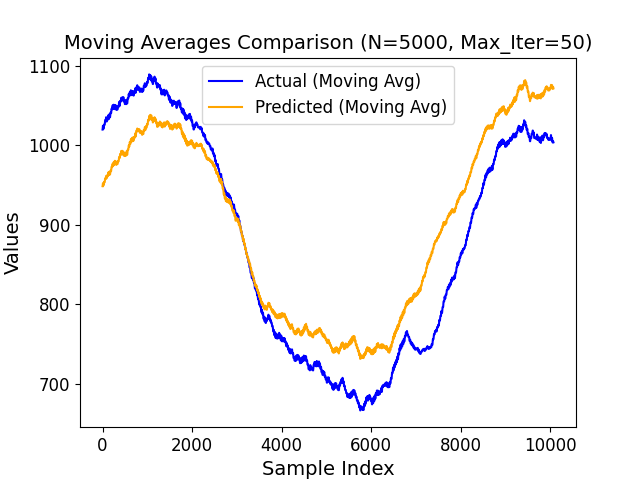 Moving Averages Comparison (N=5000, Max_Iter=50)
Actual (Moving Avg)
Predicted (Moving Avg)
Values
1100
1000
900
800
700
0 2000 4000 6000 8000 10000
Sample Index